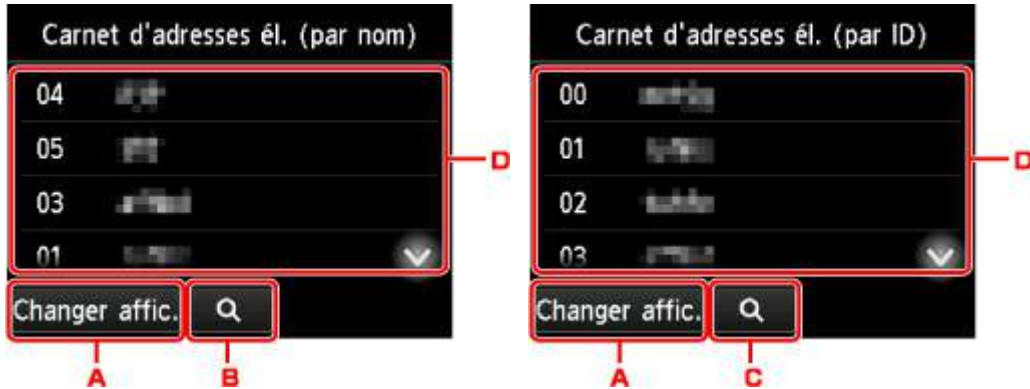 Carnet d'adresses él. (par nom)
04
05
03
01
D
Changer affic.
A
B
Carnet d'adresses él. (par ID)
00
01
02
03
D
Changer affic.
A
C